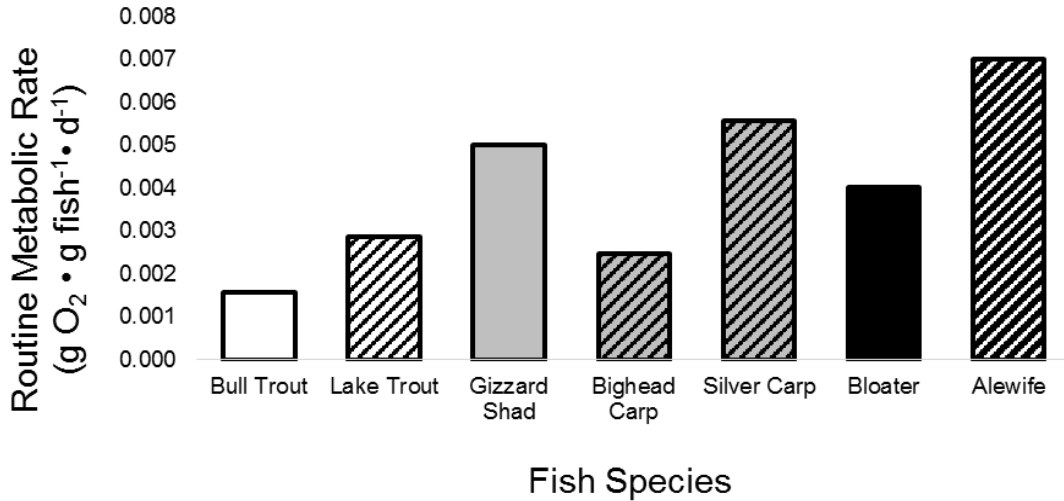 Routine Metabolic Rate
(g O₂ • g fish⁻¹ • d⁻¹)
0.008
0.007
0.006
0.005
0.004
0.003
0.002
0.001
0.000
Bull Trout
Lake Trout
Gizzard
Shad
Bighead
Carp
Silver Carp
Bloater
Alewife
Fish Species